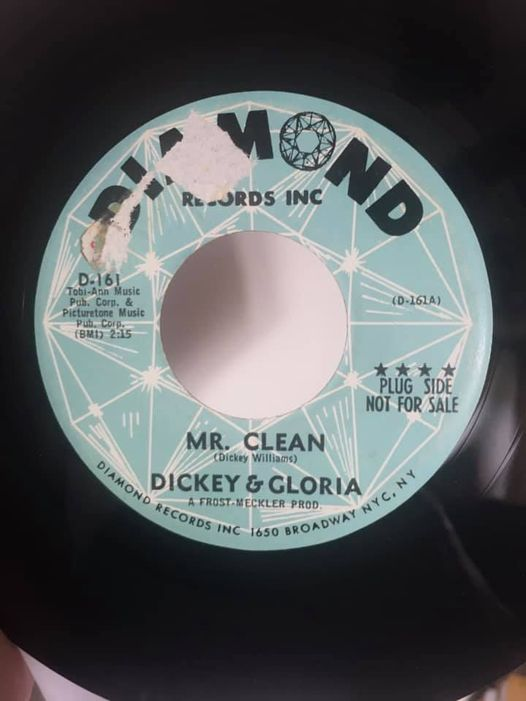 DIAMOND
RECORDS INC
D-161
Tobi-Ann Music
Pub. Corp. &
Picturetone Music
Pub. Corp.
(BMI) 2:15
(D-161A)
★ ★ ★ ★
PLUG SIDE
NOT FOR SALE
MR. CLEAN
(Dickey Williams)
DICKEY & GLORIA
A FROST-MECKLER PROD.
DIAMOND RECORDS INC 1650 BROADWAY NYC, NY